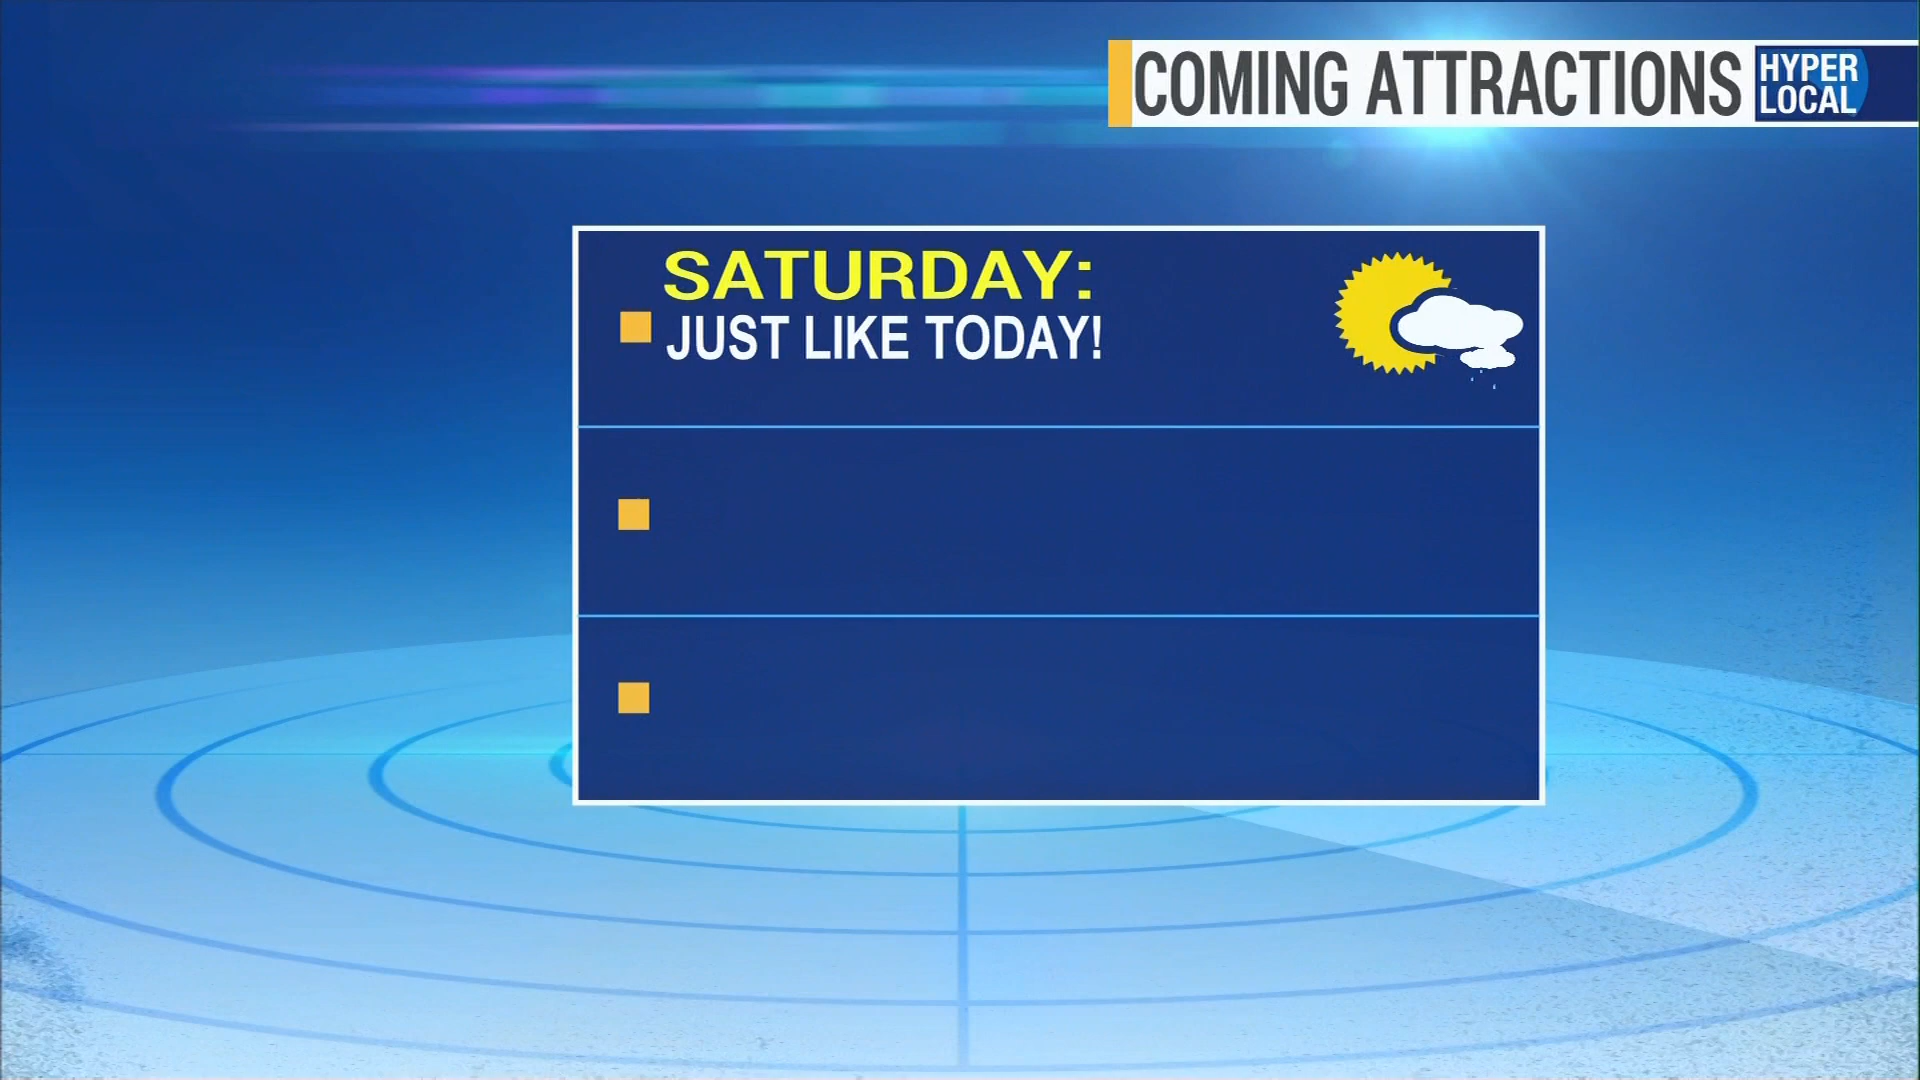 COMING ATTRACTIONS
HYPER
LOCAL
SATURDAY:
JUST LIKE TODAY!